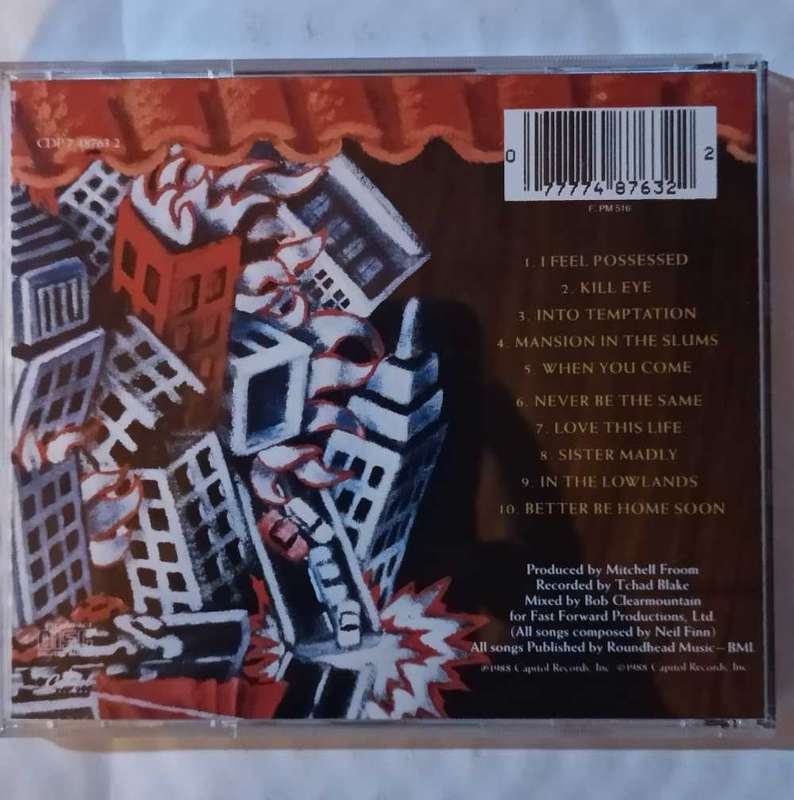 CDP 7 48763 2
0 77774 87632 2
F: PM 516
1. I FEEL POSSESSED
2. KILL EYE
3. INTO TEMPTATION
4. MANSION IN THE SLUMS
5. WHEN YOU COME
6. NEVER BE THE SAME
7. LOVE THIS LIFE
8. SISTER MADLY
9. IN THE LOWLANDS
10. BETTER BE HOME SOON
Produced by Mitchell Froom
Recorded by Tchad Blake
Mixed by Bob Clearmountain
for Fast Forward Productions, Ltd.
(All songs composed by Neil Finn)
All songs Published by Roundhead Music—BMI.
℗1988 Capitol Records, Inc. ©1988 Capitol Records, Inc.